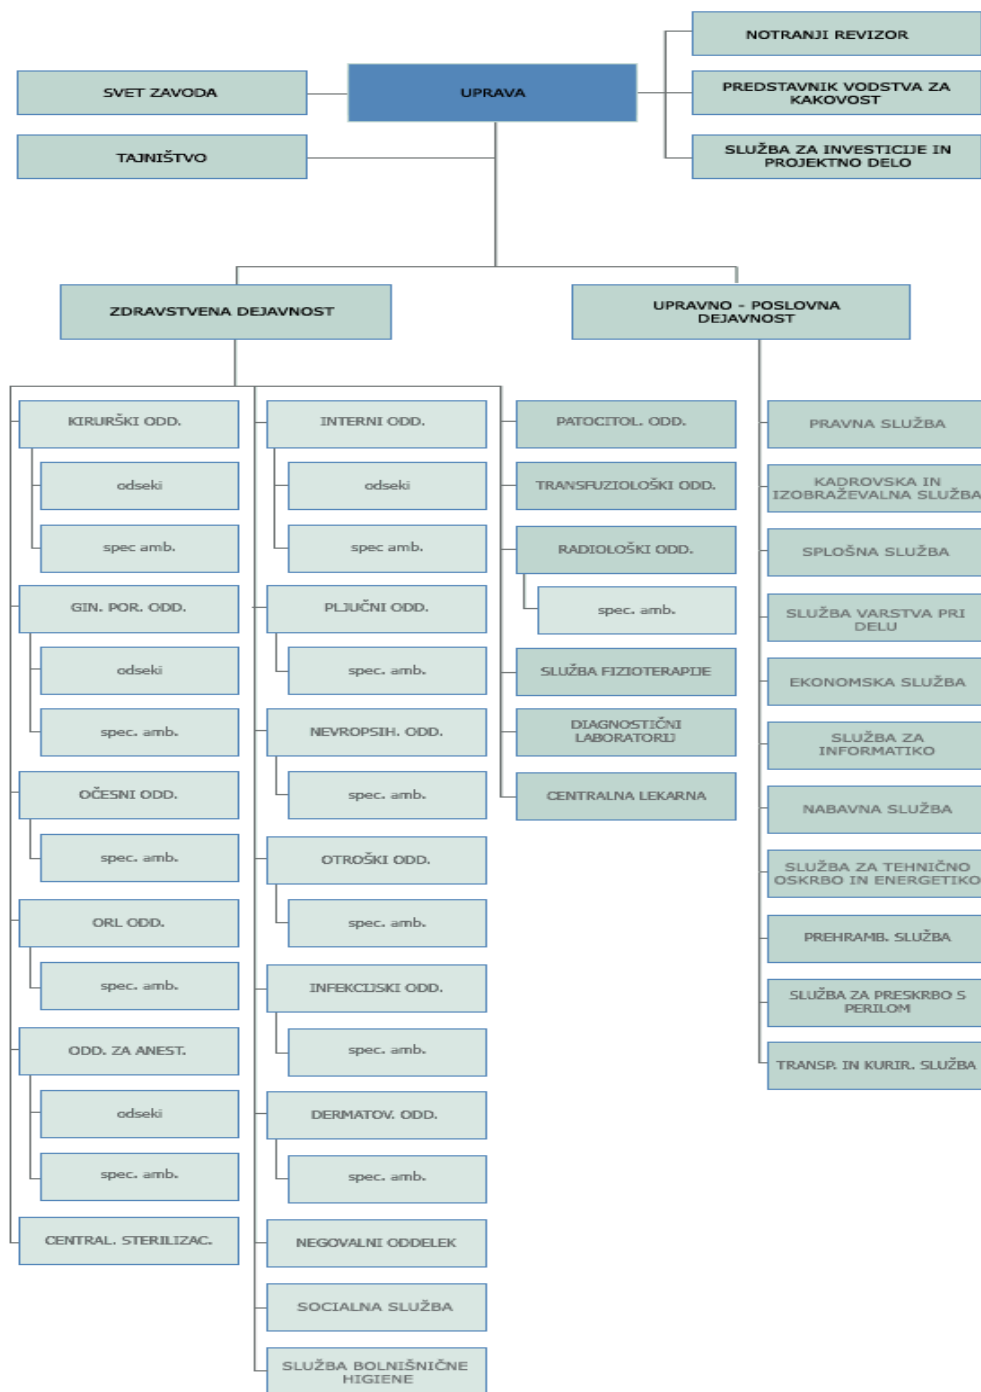 NOTRANJI REVIZOR
SVET ZAVODA
UPRAVA
PREDSTAVNIK VODSTVA ZA
KAKOVOST
TAJNIŠTVO
SLUŽBA ZA INVESTICIJE IN
PROJEKTNO DELO
ZDRAVSTVENA DEJAVNOST
UPRAVNO - POSLOVNA
DEJAVNOST
KIRURŠKI ODD.
odseki
spec amb.
GIN. POR. ODD.
odseki
spec. amb.
OČESNI ODD.
spec. amb.
ORL ODD.
spec. amb.
ODD. ZA ANEST.
odseki
spec. amb.
CENTRAL. STERILIZAC.
INTERNI ODD.
odseki
spec amb.
PLJUČNI ODD.
spec. amb.
NEVROPSIH. ODD.
spec. amb.
OTROŠKI ODD.
spec. amb.
INFEKCIJSKI ODD.
spec. amb.
DERMATOV. ODD.
spec. amb.
NEGOVALNI ODDELEK
SOCIALNA SLUŽBA
SLUŽBA BOLNIŠNIČNE
HIGIENE
PATOCITOL. ODD.
TRANSFUZIOLOŠKI ODD.
RADIOLOŠKI ODD.
spec. amb.
SLUŽBA FIZIOTERAPIJE
DIAGNOSTIČNI
LABORATORIJ
CENTRALNA LEKARNA
PRAVNA SLUŽBA
KADROVSKA IN
IZOBRAŽEVALNA SLUŽBA
SPLOŠNA SLUŽBA
SLUŽBA VARSTVA PRI
DELU
EKONOMSKA SLUŽBA
SLUŽBA ZA
INFORMATIKO
NABAVNA SLUŽBA
SLUŽBA ZA TEHNIČNO
OSKRBO IN ENERGETIKO
PREHRAMB. SLUŽBA
SLUŽBA ZA PRESKRBO S
PERILOM
TRANSP. IN KURIR. SLUŽBA